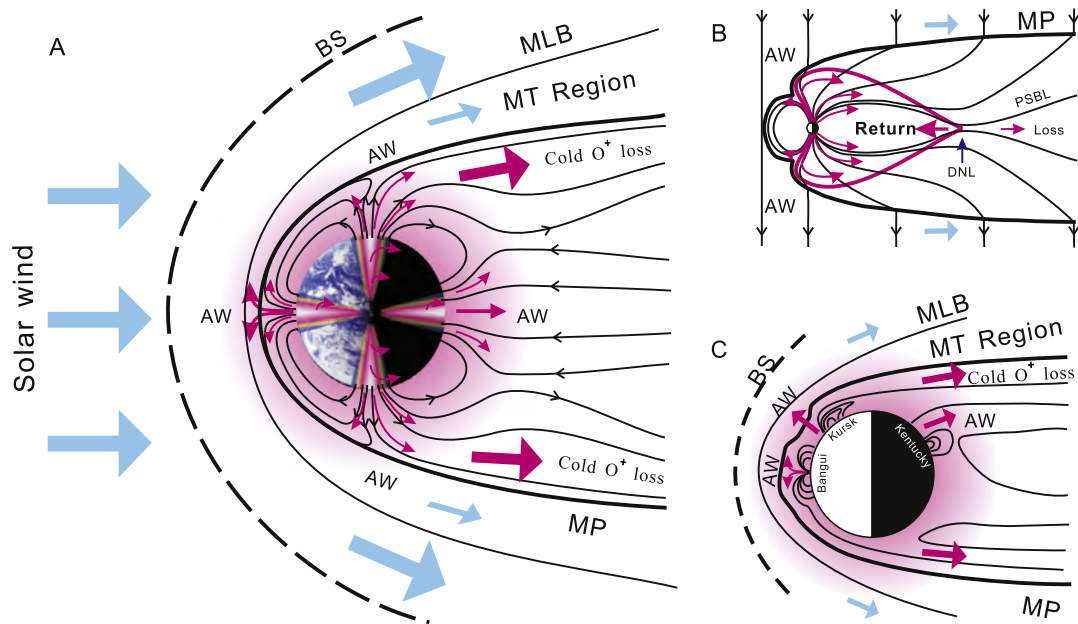 A
BS
MLB
MT Region
AW
Cold O⁺ loss
Solar wind
AW
AW
Cold O⁺ loss
AW
MP
B
MP
AW
PSBL
Return
Loss
DNL
AW
C
MLB
BS
MT Region
Cold O⁺ loss
AW
Kursk
AW
Kentucky
AW
Bangui
MP